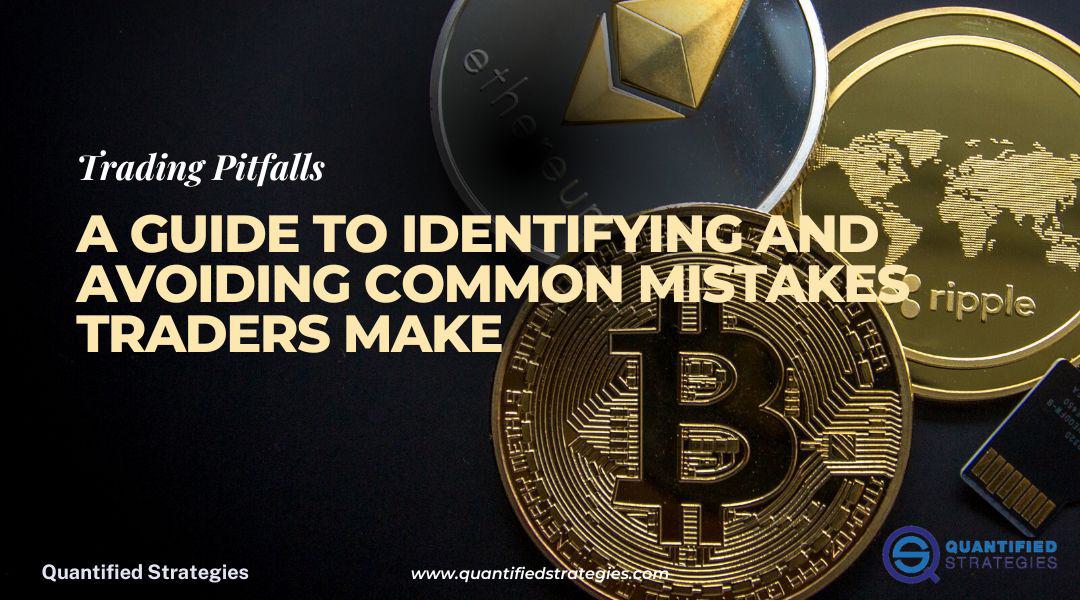 Trading Pitfalls
A GUIDE TO IDENTIFYING AND
AVOIDING COMMON MISTAKES
TRADERS MAKE
ethereum
ripple
Quantified Strategies
www.quantifiedstrategies.com
QUANTIFIED
STRATEGIES